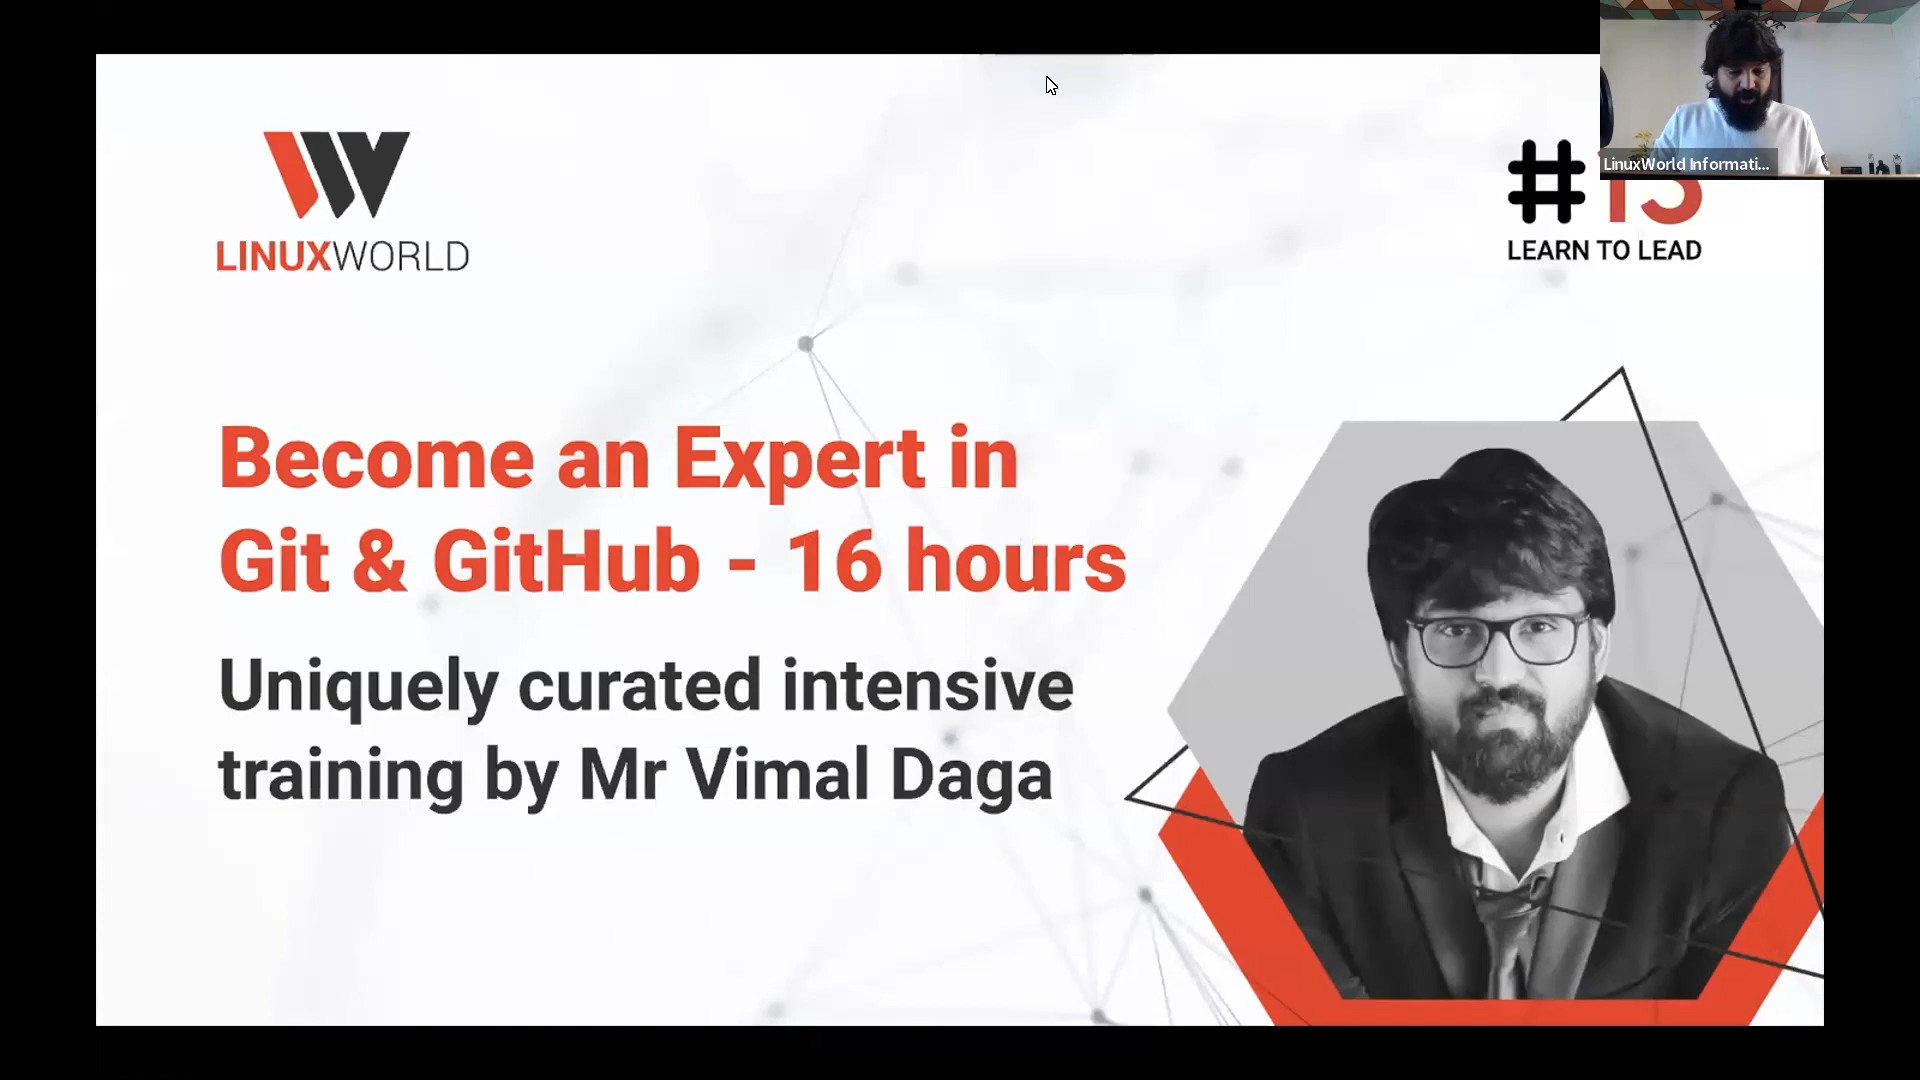 LINUXWORLD
#13
LEARN TO LEAD
LinuxWorld Informati...
Become an Expert in
Git & GitHub - 16 hours
Uniquely curated intensive
training by Mr Vimal Daga